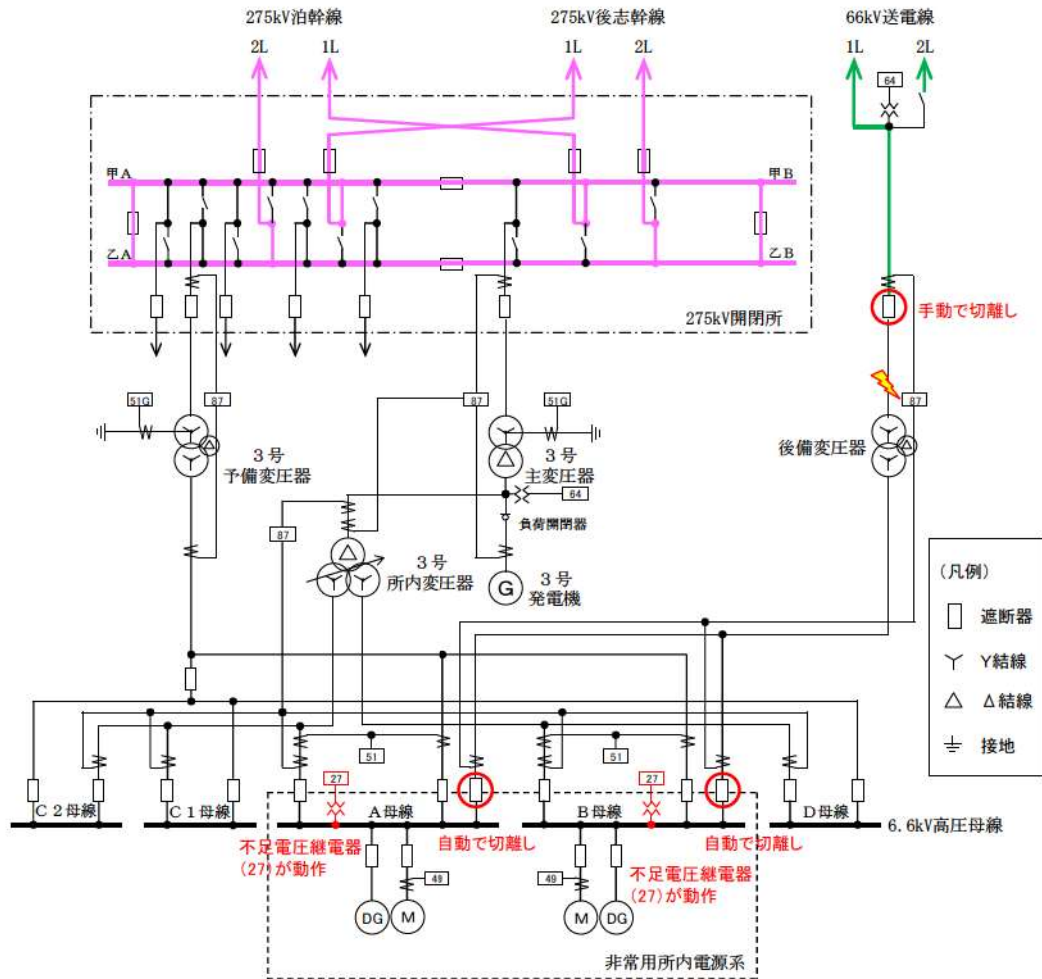 275kV泊幹線
275kV後志幹線
66kV送電線
2L
1L
1L
2L
1L
2L
64
甲A
甲B
乙A
乙B
275kV開閉所
手動で切離し
51G
87
87
51G
87
3号
予備変圧器
3号
主変圧器
後備変圧器
64
負荷開閉器
87
3号
所内変圧器
G
3号
発電機
(凡例)
遮断器
Y結線
Δ結線
接地
51
51
27
27
C2母線
C1母線
A母線
B母線
D母線
6.6kV高圧母線
不足電圧継電器
(27)が動作
自動で切離し
自動で切離し
不足電圧継電器
(27)が動作
49
49
DG
M
M
DG
非常用所内電源系